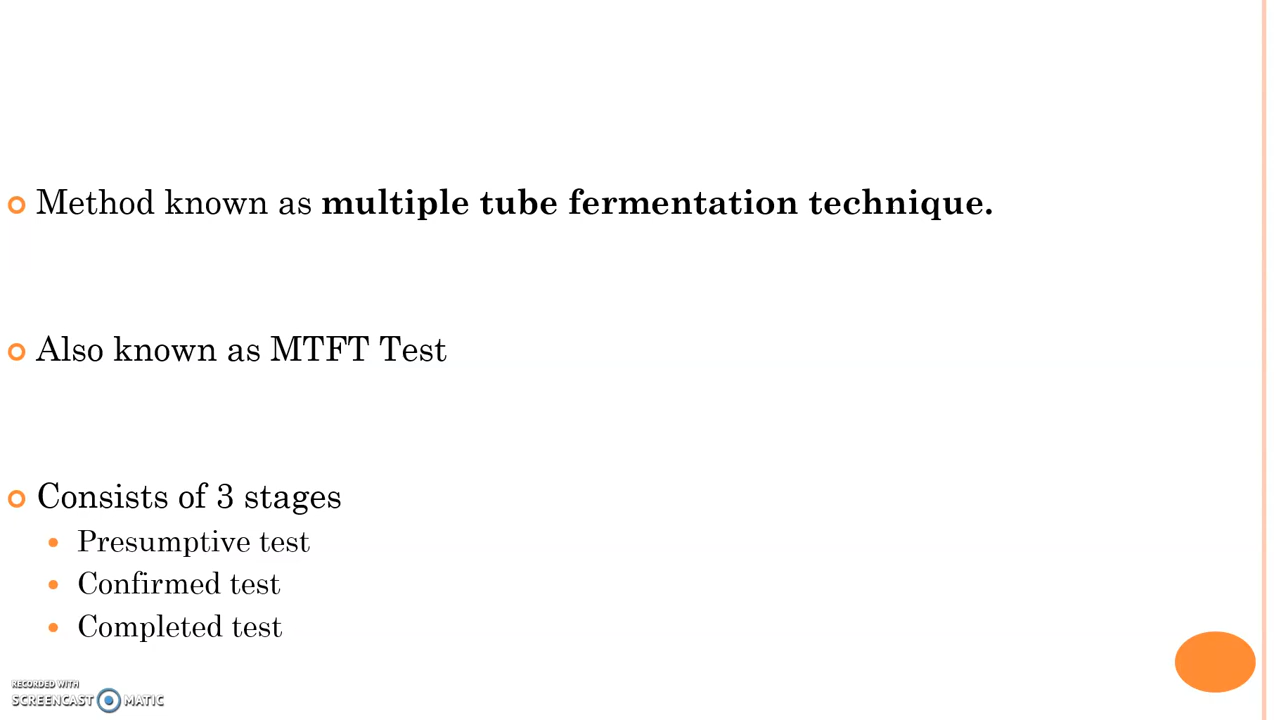 Method known as multiple tube fermentation technique.
Also known as MTFT Test
Consists of 3 stages
Presumptive test
Confirmed test
Completed test
RECORDED WITH
SCREENCAST MATIC